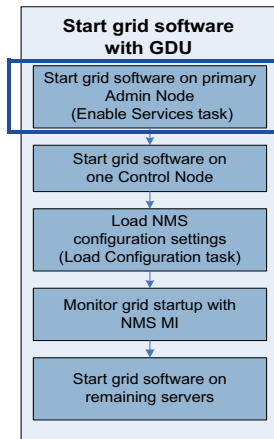 Start grid software
with GDU
Start grid software on primary
Admin Node
(Enable Services task)
Start grid software on
one Control Node
Load NMS
configuration settings
(Load Configuration task)
Monitor grid startup with
NMS MI
Start grid software on
remaining servers